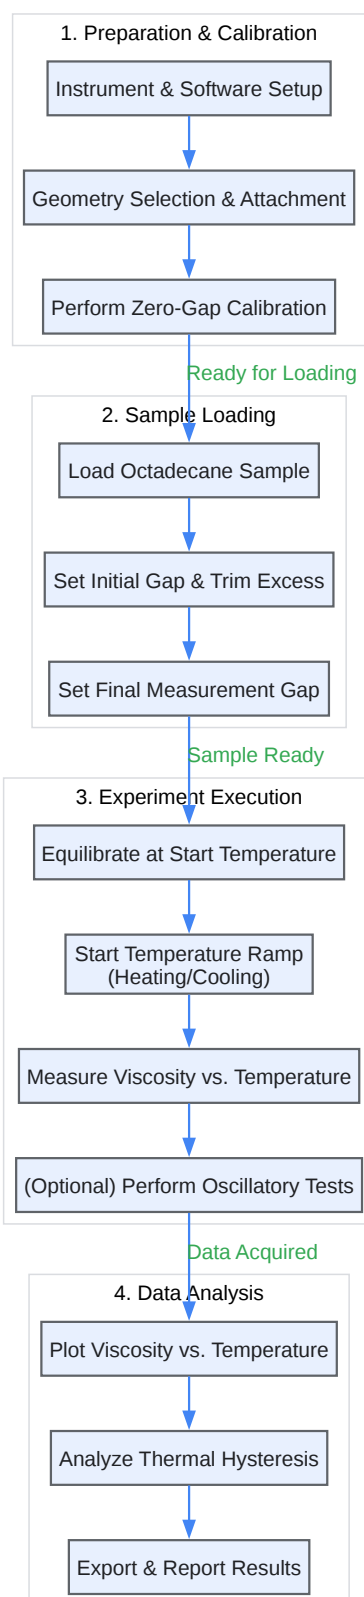 1. Preparation & Calibration
Instrument & Software Setup
Geometry Selection & Attachment
Perform Zero-Gap Calibration
Ready for Loading
2. Sample Loading
Load Octadecane Sample
Set Initial Gap & Trim Excess
Set Final Measurement Gap
Sample Ready
3. Experiment Execution
Equilibrate at Start Temperature
Start Temperature Ramp
(Heating/Cooling)
Measure Viscosity vs. Temperature
(Optional) Perform Oscillatory Tests
Data Acquired
4. Data Analysis
Plot Viscosity vs. Temperature
Analyze Thermal Hysteresis
Export & Report Results